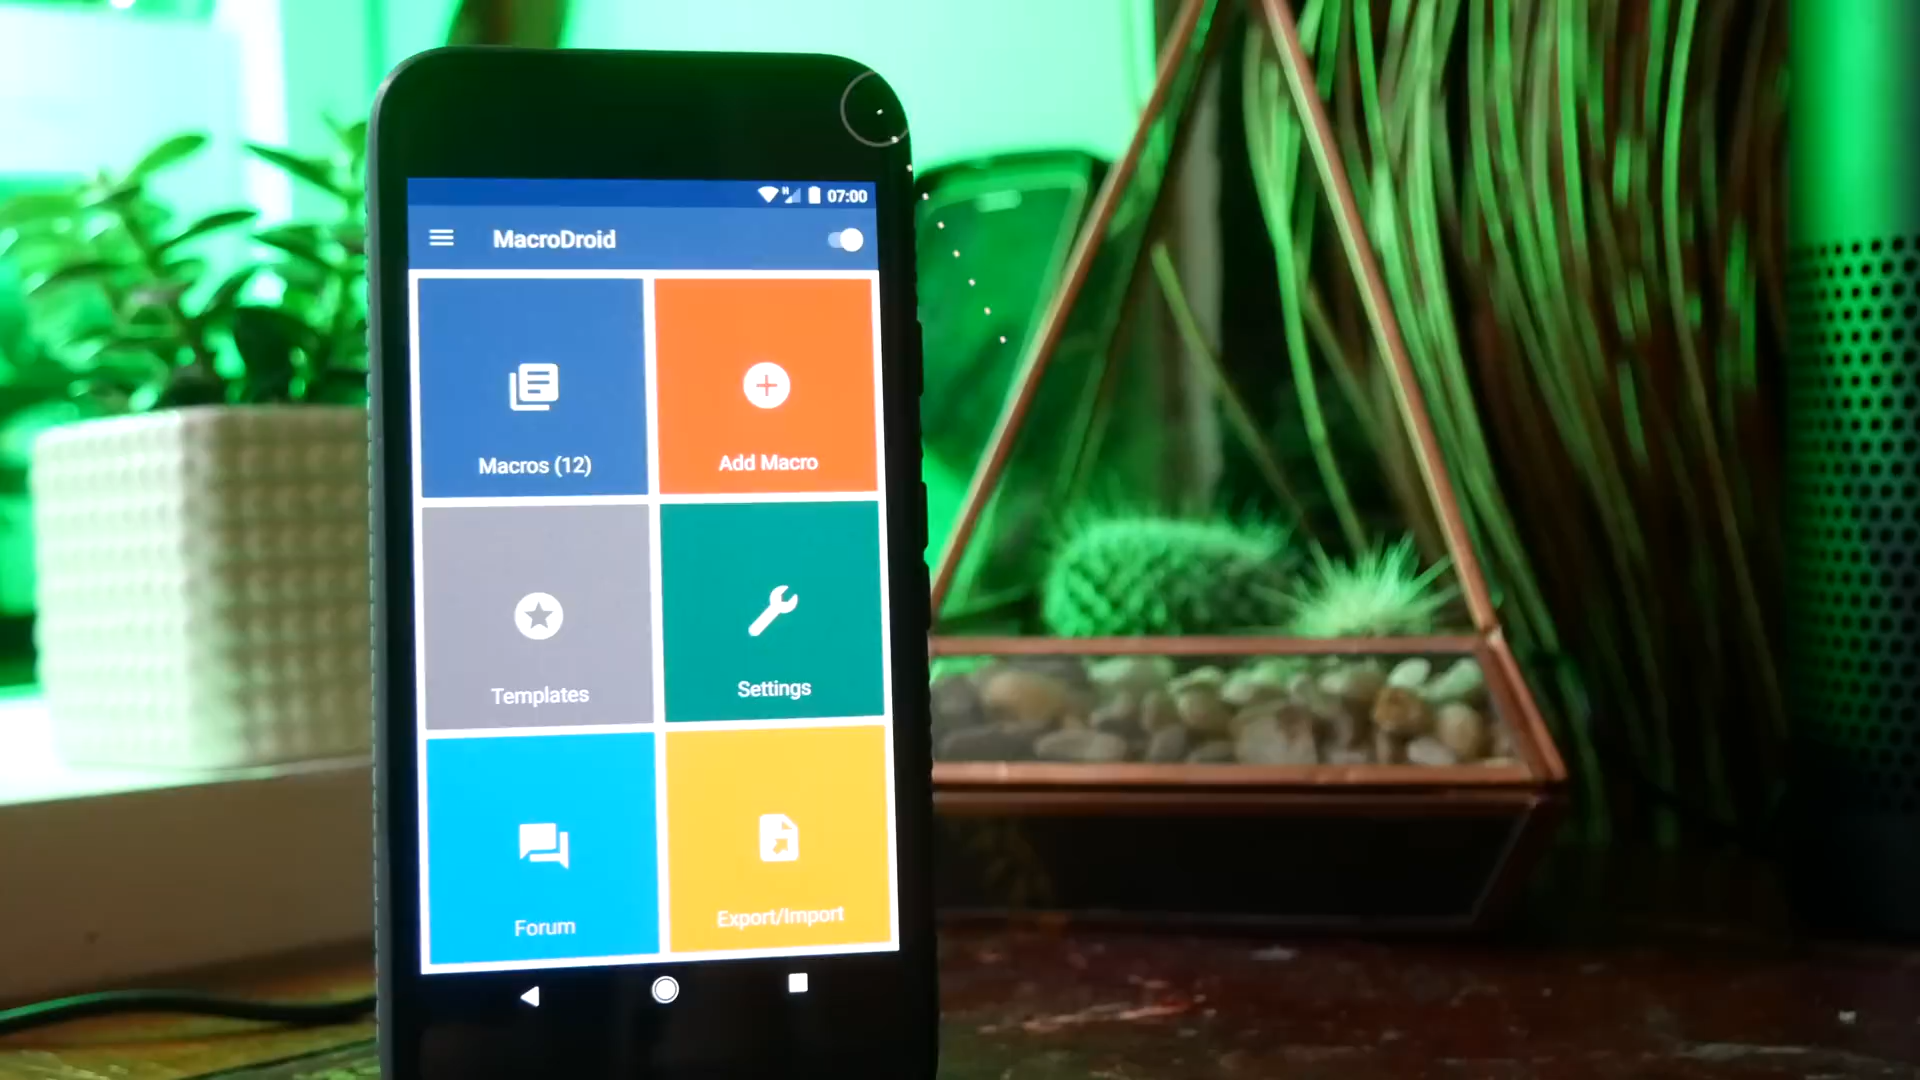 H 07:00
MacroDroid
Macros (12)
Add Macro
Templates
Settings
Forum
Export/Import